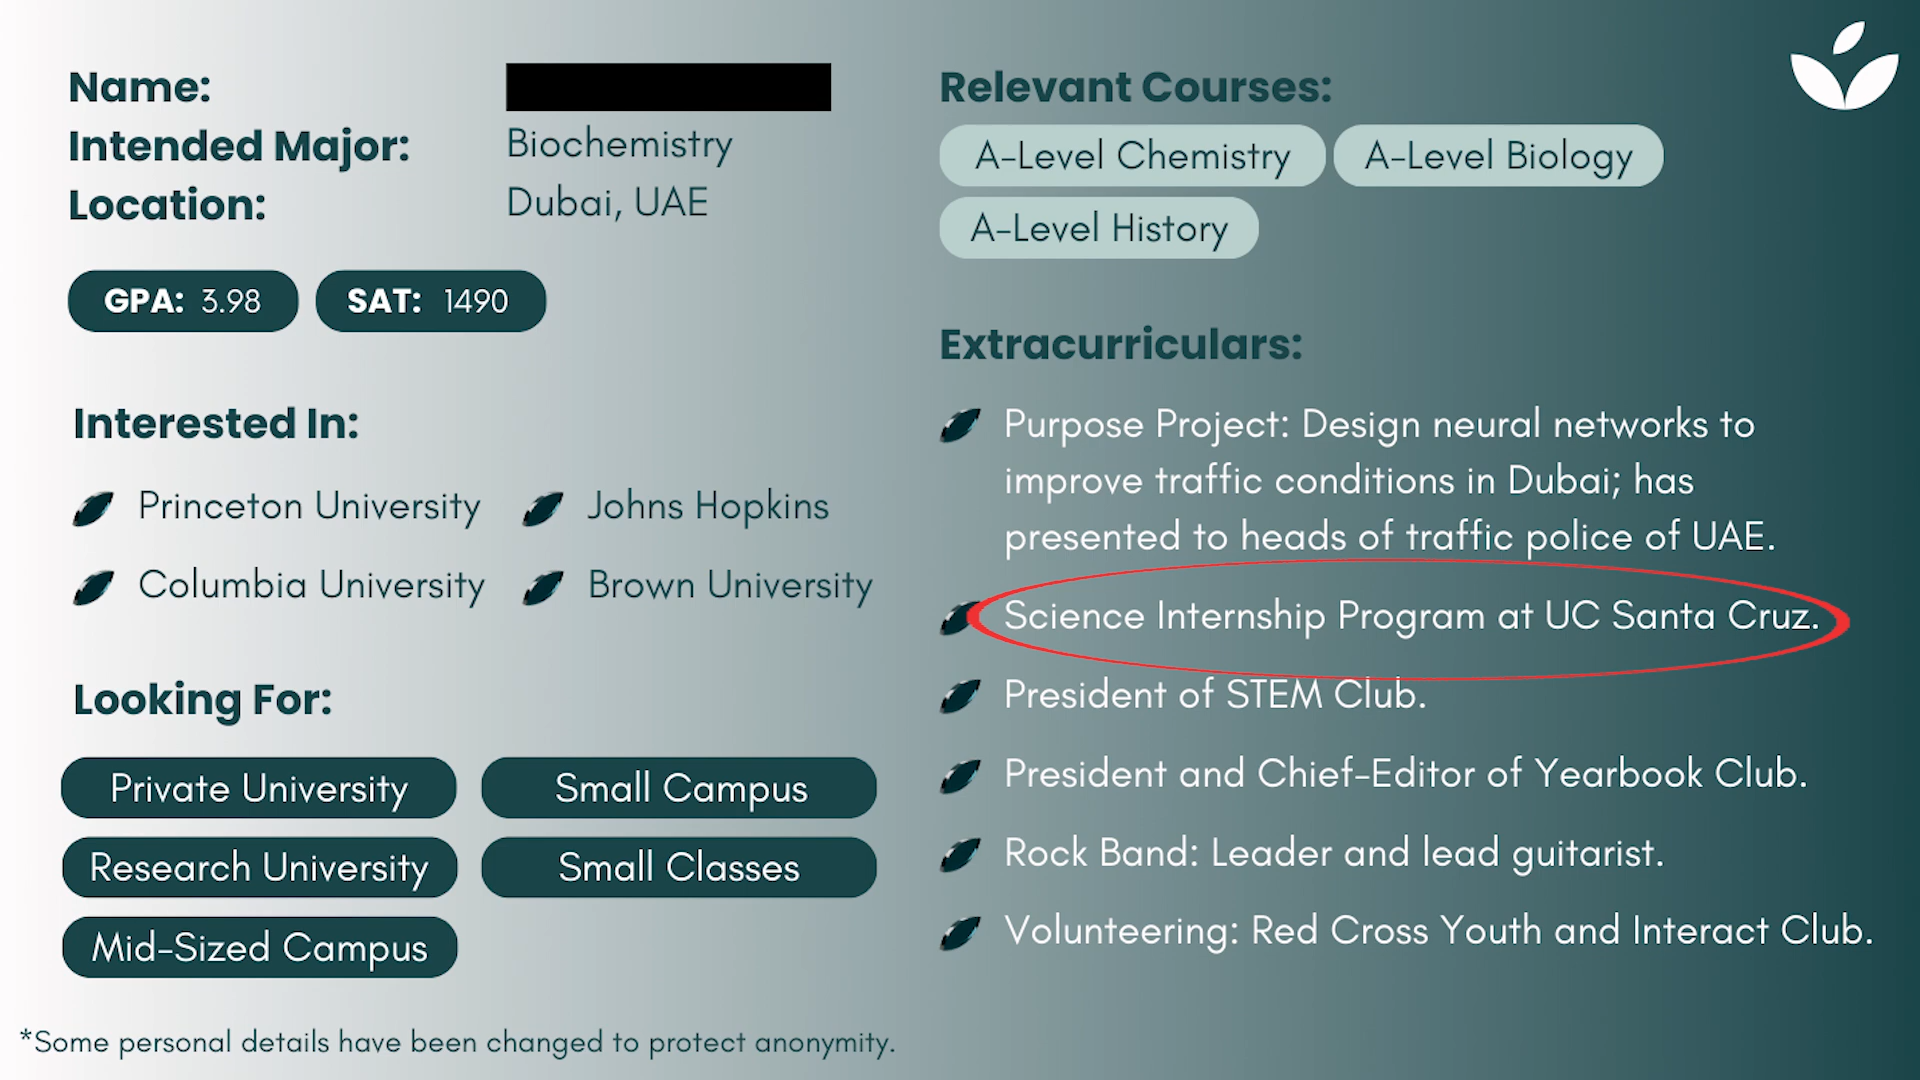 Name:
Intended Major: Biochemistry
Location: Dubai, UAE
GPA: 3.98 SAT: 1490
Interested In:
Princeton University Johns Hopkins
Columbia University Brown University
Looking For:
Private University Small Campus
Research University Small Classes
Mid-Sized Campus
*Some personal details have been changed to protect anonymity.
Relevant Courses:
A-Level Chemistry A-Level Biology
A-Level History
Extracurriculars:
Purpose Project: Design neural networks to
improve traffic conditions in Dubai; has
presented to heads of traffic police of UAE.
Science Internship Program at UC Santa Cruz.
President of STEM Club.
President and Chief-Editor of Yearbook Club.
Rock Band: Leader and lead guitarist.
Volunteering: Red Cross Youth and Interact Club.